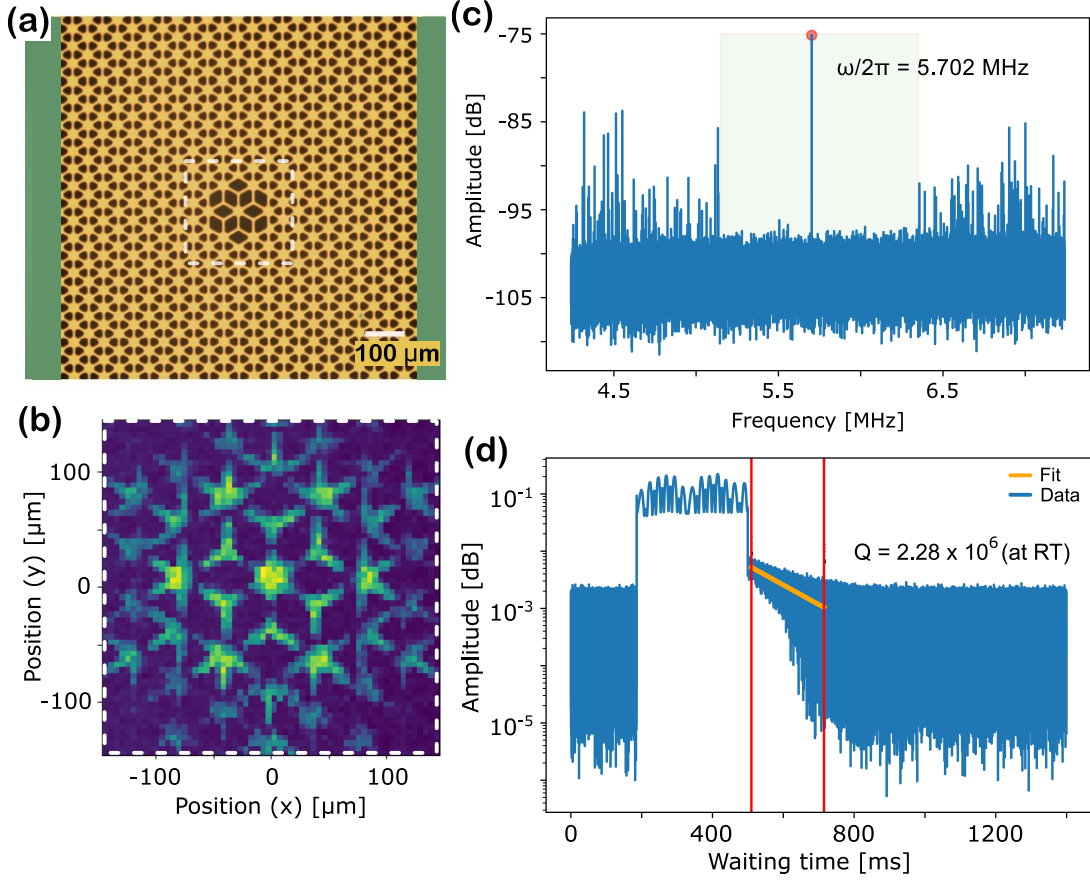 (a)
100 µm
(b)
Position (y) [µm]
100
0
-100
-100
0
100
Position (x) [µm]
(c)
Amplitude [dB]
-75
-85
-95
-105
ω/2π = 5.702 MHz
4.5
5.5
6.5
Frequency [MHz]
(d)
Amplitude [dB]
10⁻¹
10⁻³
10⁻⁵
Fit
Data
Q = 2.28 x 10⁶ (at RT)
0
400
800
1200
Waiting time [ms]